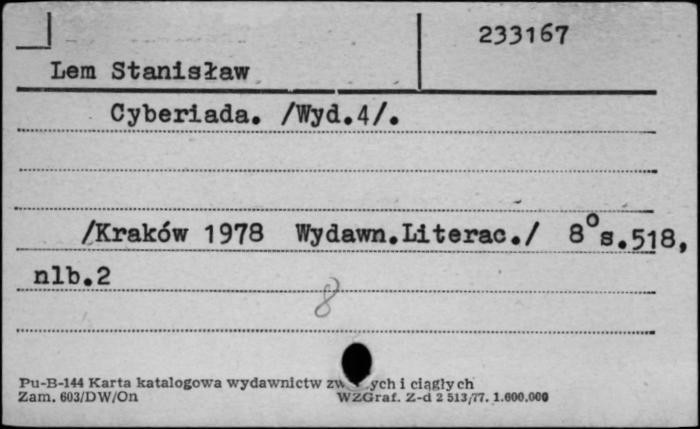 233167
Lem Stanisław
Cyberiada. /Wyd.4/.
/Kraków 1978 Wydawn.Literac./ 8° s.518,
nlb.2
8
Pu-B-144 Karta katalogowa wydawnictw i ciągłych
Zam. 603/DW/On WZGraf. Z-d 2 513/77. 1.600.000